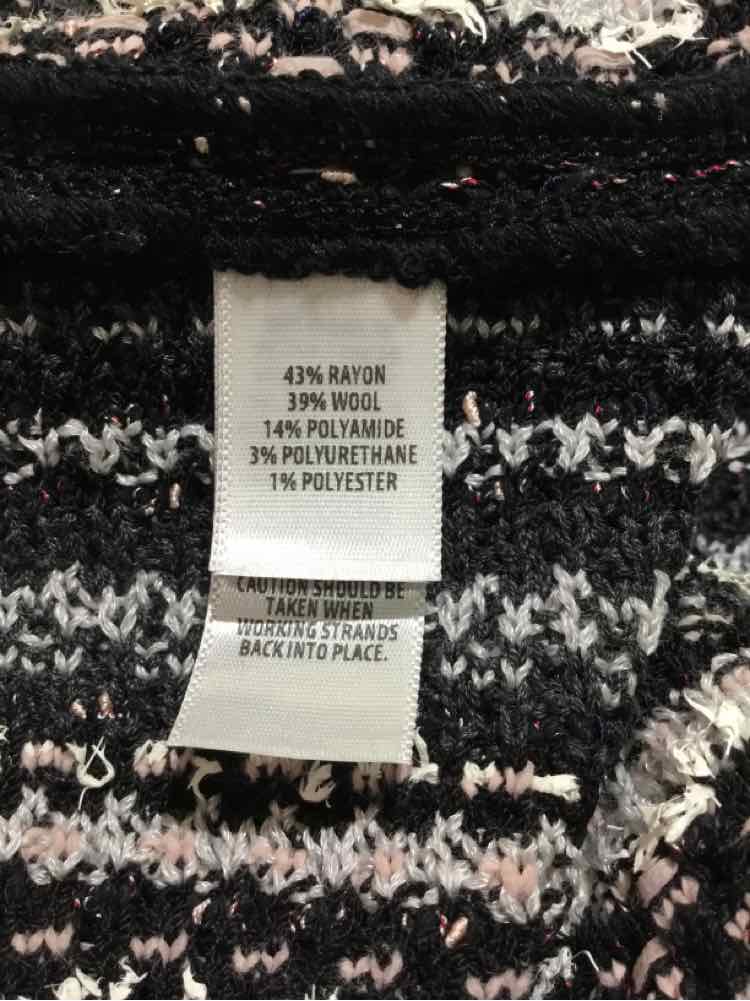 43% RAYON
39% WOOL
14% POLYAMIDE
3% POLYURETHANE
1% POLYESTER
CAUTION SHOULD BE
TAKEN WHEN
WORKING STRANDS
BACK INTO PLACE.